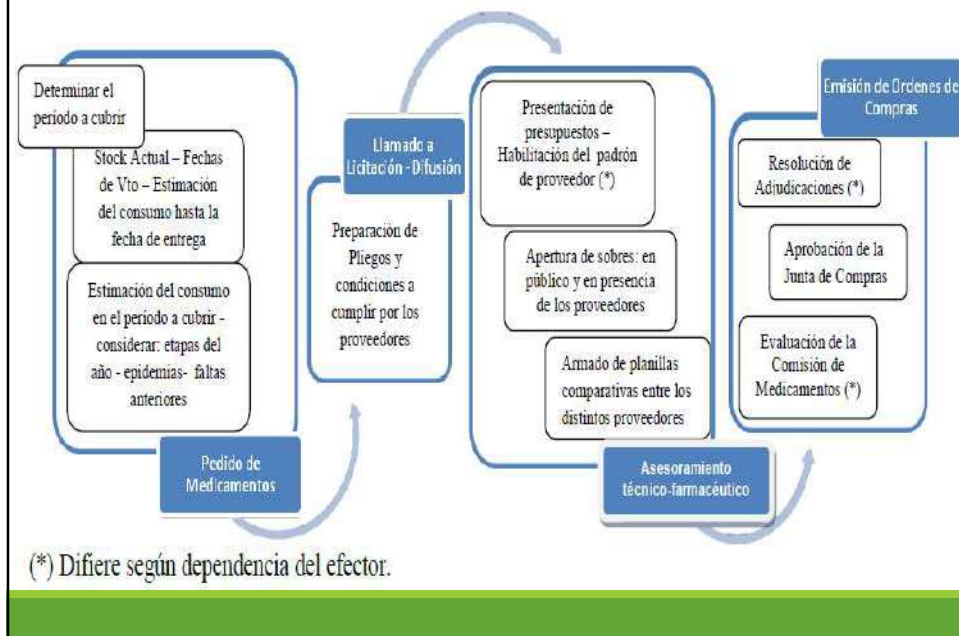 Determinar el
período a cubrir
Stock Actual – Fechas
de Vto – Estimación
del consumo hasta la
fecha de entrega
Estimación del consumo
en el período a cubrir -
considerar: etapas del
año - epidemias- faltas
anteriores
Pedido de
Medicamentos
Llamado a
Licitación - Difusión
Preparación de
Pliegos y
condiciones a
cumplir por los
proveedores
Presentación de
presupuestos –
Habilitación del padrón
de proveedor (*)
Apertura de sobres: en
público y en presencia
de los proveedores
Armado de planillas
comparativas entre los
distintos proveedores
Asesoramiento
técnico-farmacéutico
Emisión de Ordenes de
Compras
Resolución de
Adjudicaciones (*)
Aprobación de la
Junta de Compras
Evaluación de la
Comisión de
Medicamentos (*)
(*) Difiere según dependencia del efector.